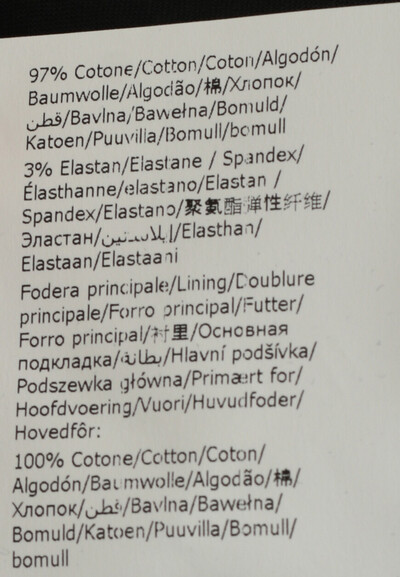 97% Cotone/Cotton/Coton/Algodón/
Baumwolle/Algodão/棉/Хлопок/
قطن/Bavlna/Bawełna/Bomuld/
Katoen/Puuvilla/Bomull/bomull
3% Elastan/Elastane / Spandex/
Élasthanne/elastano/Elastan /
Spandex/Elastano/聚氨酯弹性纤维/
Эластан/إيلاستين/Elasthan/
Elastaan/Elastaani
Fodera principale/Lining/Doublure
principale/Forro principal/Futter/
Forro principal/衬里/Основная
подкладка/بطانة/Hlavní podšívka/
Podszewka główna/Primært for/
Hoofdvoering/Vuori/Huvudfoder/
Hovedfôr:
100% Cotone/Cotton/Coton/
Algodón/Baumwolle/Algodão/棉/
Хлопок/قطن/Bavlna/Bawełna/
Bomuld/Katoen/Puuvilla/Bomull/
bomull